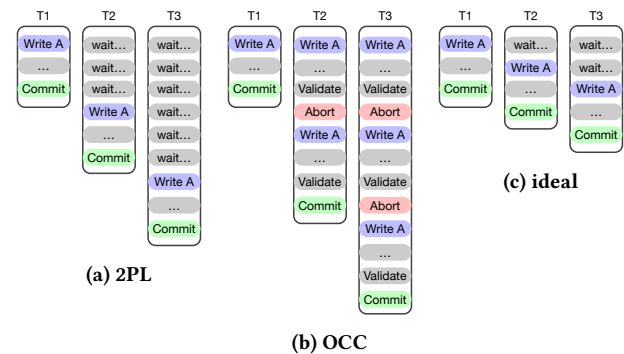 T1
Write A
...
Commit
T2
wait...
wait...
wait...
Write A
...
Commit
T3
wait...
wait...
wait...
wait...
wait...
wait...
Write A
...
Commit
(a) 2PL
T1
Write A
...
Commit
T2
Write A
...
Validate
Abort
Write A
...
Validate
Commit
T3
Write A
...
Validate
Abort
Write A
...
Validate
Abort
Write A
...
Validate
Commit
(b) OCC
T1
Write A
...
Commit
T2
wait...
Write A
...
Commit
T3
wait...
wait...
Write A
...
Commit
(c) ideal